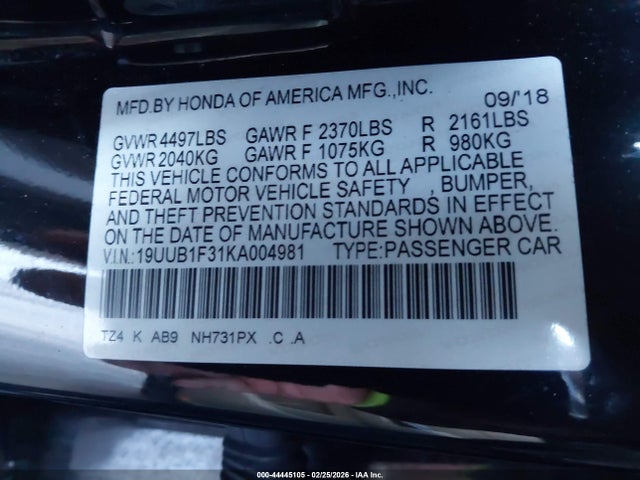 MFD.BY HONDA OF AMERICA MFG.,INC. 09/'18
GVWR 4497LBS GAWR F 2370LBS R 2161LBS
GVWR 2040KG GAWR F 1075KG R 980KG
THIS VEHICLE CONFORMS TO ALL APPLICABLE
FEDERAL MOTOR VEHICLE SAFETY , BUMPER,
AND THEFT PREVENTION STANDARDS IN EFFECT
ON THE DATE OF MANUFACTURE SHOWN ABOVE.
V.I.N.:19UUB1F31KA004981 TYPE:PASSENGER CAR
TZ4 K AB9 NH731PX .C .A
000-44445105 - 02/25/2026 - IAA Inc.